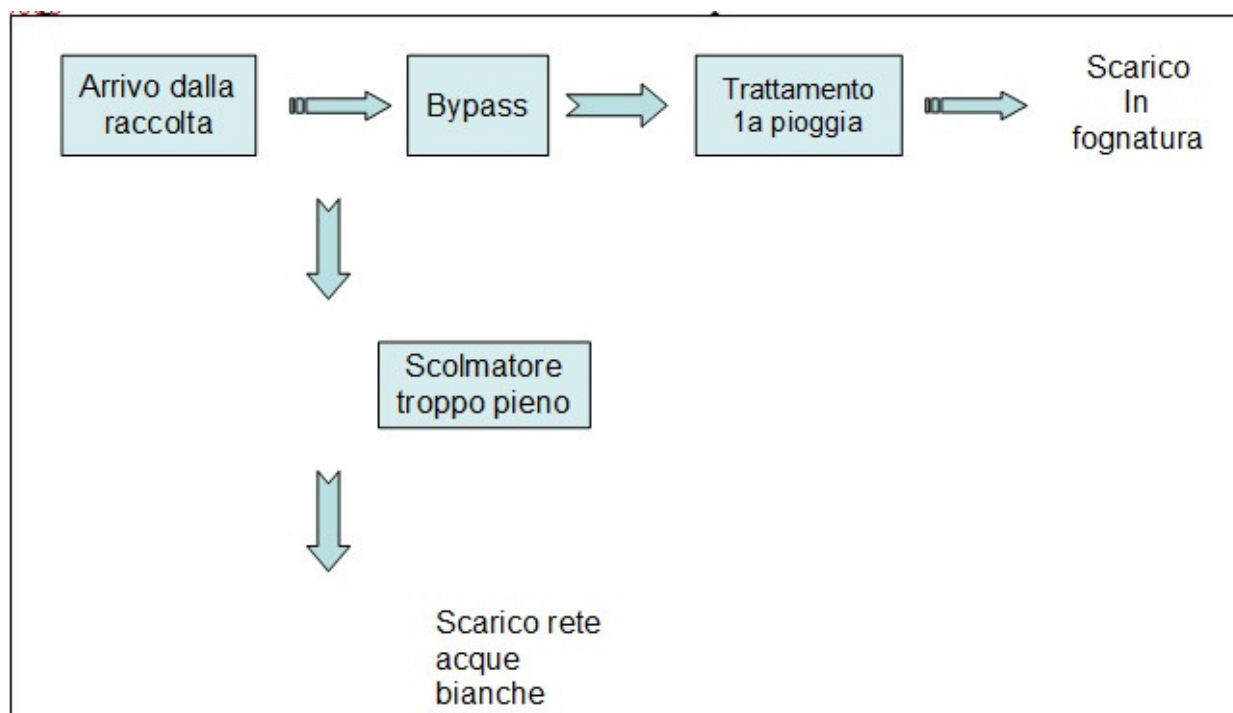 Arrivo dalla
raccolta
Bypass
Trattamento
1a pioggia
Scarico
In
fognatura
Scolmatore
troppo pieno
Scarico rete
acque
bianche